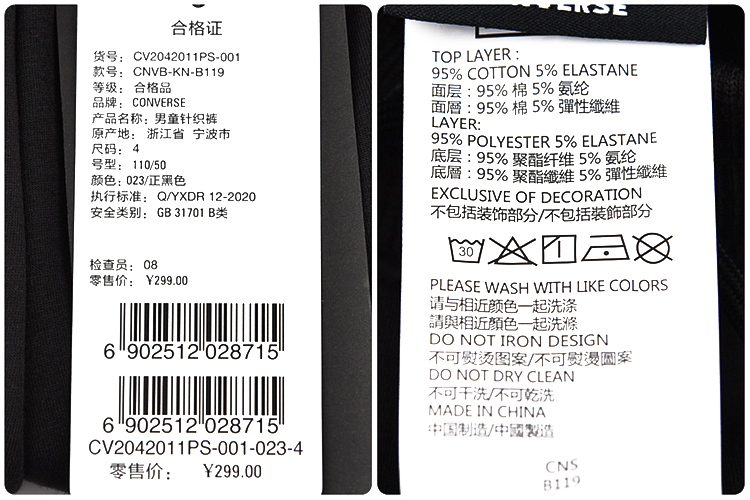 合格证
货号: CV2042011PS-001
款号: CNVB-KN-B119
等级: 合格品
品牌: CONVERSE
产品名称: 男童针织裤
原产地: 浙江省 宁波市
尺码: 4
号型: 110/50
颜色: 023/正黑色
执行标准: Q/YXDR 12-2020
安全类别: GB 31701 B类
检查员: 08
零售价: ¥299.00
6 902512 028715
6 902512 028715
CV2042011PS-001-023-4
零售价: ¥299.00
CONVERSE
TOP LAYER :
95% COTTON 5% ELASTANE
面层: 95% 棉 5% 氨纶
面層: 95% 棉 5% 彈性纖維
LAYER:
95% POLYESTER 5% ELASTANE
底层: 95% 聚酯纤维 5% 氨纶
底層: 95% 聚酯纖維 5% 彈性纖維
EXCLUSIVE OF DECORATION
不包括装饰部分/不包括裝飾部分
30
PLEASE WASH WITH LIKE COLORS
请与相近颜色一起洗涤
請與相近顏色一起洗滌
DO NOT IRON DESIGN
不可熨烫图案/不可熨燙圖案
DO NOT DRY CLEAN
不可干洗/不可乾洗
MADE IN CHINA
中国制造/中國製造
CNS
B119